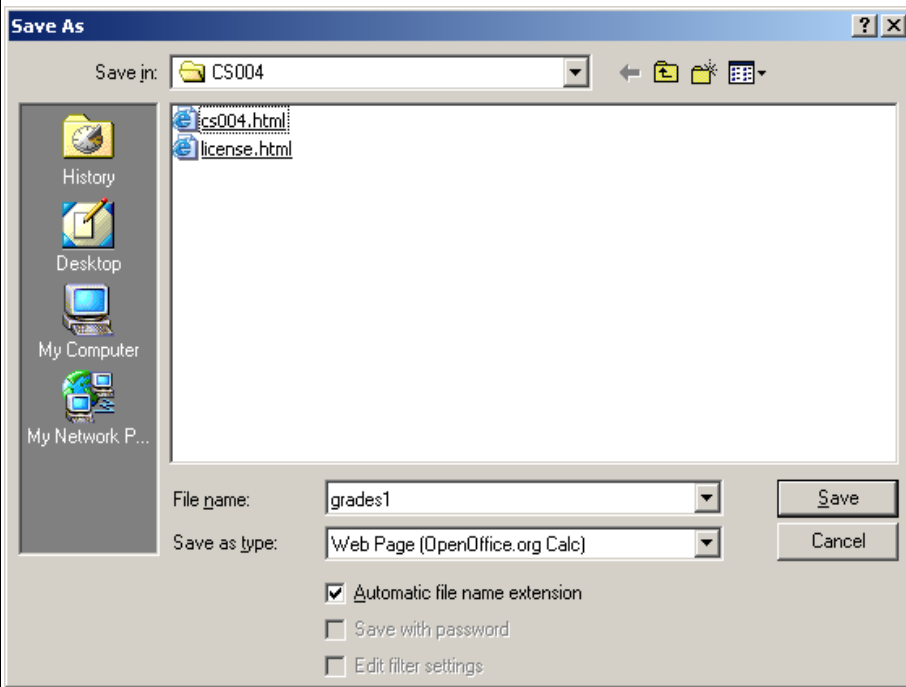 Save As
Save in: CS004
cs004.html
license.html
History
Desktop
My Computer
My Network P...
File name: grades1 Save
Save as type: Web Page (OpenOffice.org Calc) Cancel
Automatic file name extension
Save with password
Edit filter settings